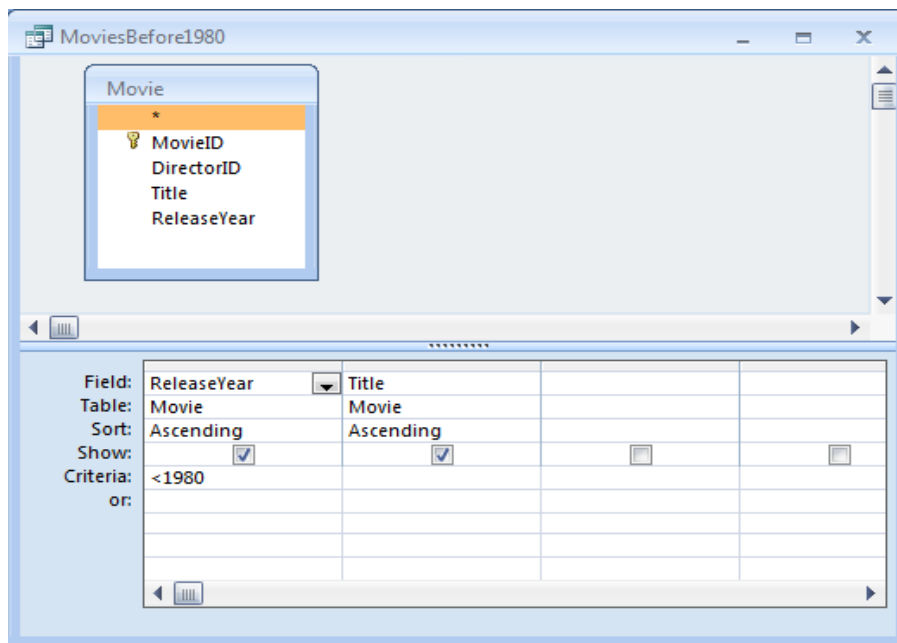 MoviesBefore1980
Movie
*
MovieID
DirectorID
Title
ReleaseYear
Field: ReleaseYear Title
Table: Movie Movie
Sort: Ascending Ascending
Show:
Criteria: <1980
or: